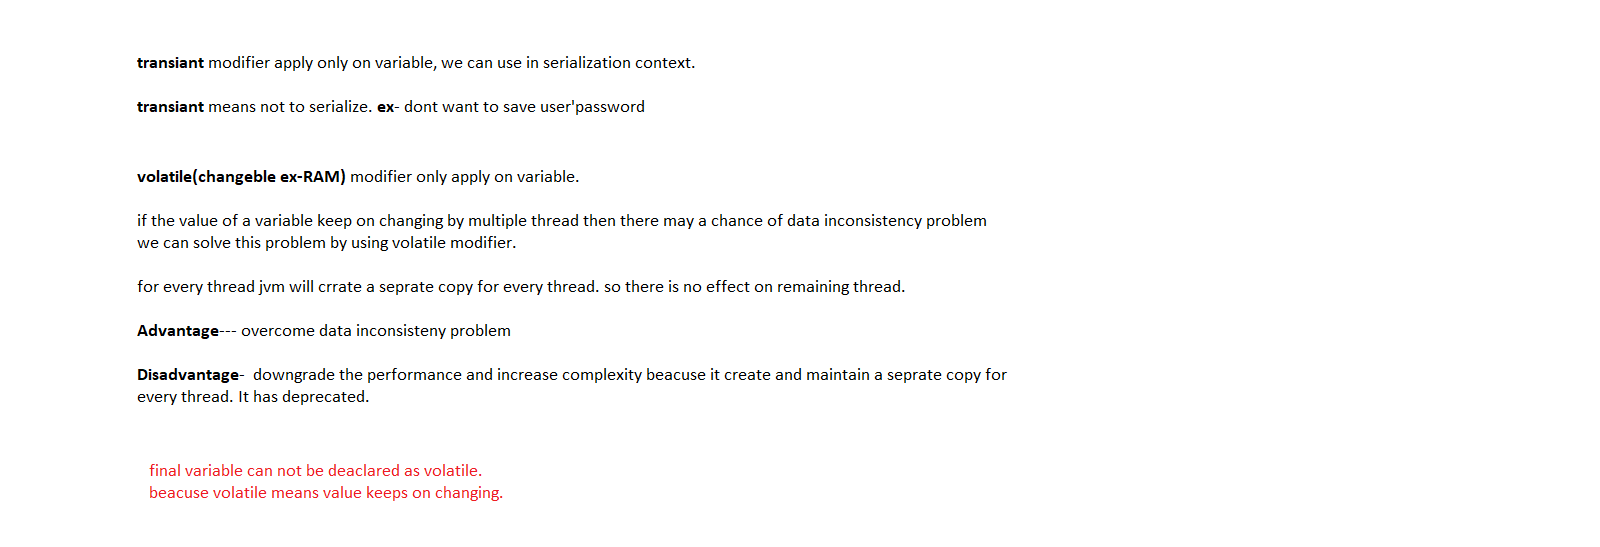 transiant modifier apply only on variable, we can use in serialization context.
transiant means not to serialize. ex- dont want to save user'password
volatile(changeble ex-RAM) modifier only apply on variable.
if the value of a variable keep on changing by multiple thread then there may a chance of data inconsistency problem
we can solve this problem by using volatile modifier.
for every thread jvm will crrate a seprate copy for every thread. so there is no effect on remaining thread.
Advantage--- overcome data inconsisteny problem
Disadvantage-  downgrade the performance and increase complexity beacuse it create and maintain a seprate copy for
every thread. It has deprecated.
final variable can not be deaclared as volatile.
beacuse volatile means value keeps on changing.